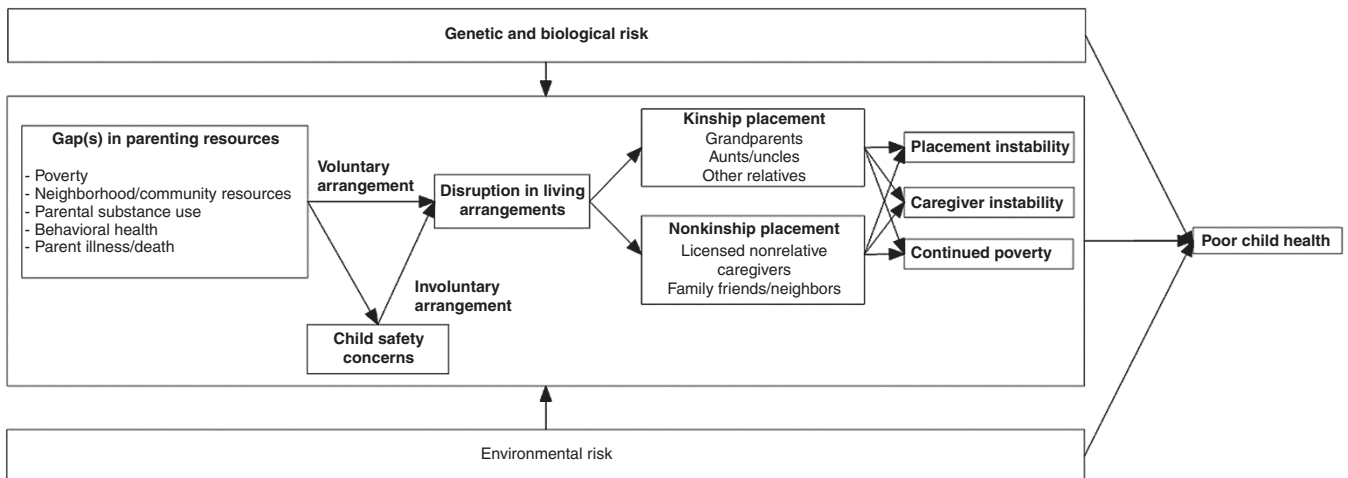 Genetic and biological risk
Gap(s) in parenting resources
- Poverty
- Neighborhood/community resources
- Parental substance use
- Behavioral health
- Parent illness/death
Voluntary
arrangement
Involuntary
arrangement
Child safety
concerns
Disruption in living
arrangements
Kinship placement
Grandparents
Aunts/uncles
Other relatives
Nonkinship placement
Licensed nonrelative
caregivers
Family friends/neighbors
Placement instability
Caregiver instability
Continued poverty
Poor child health
Environmental risk